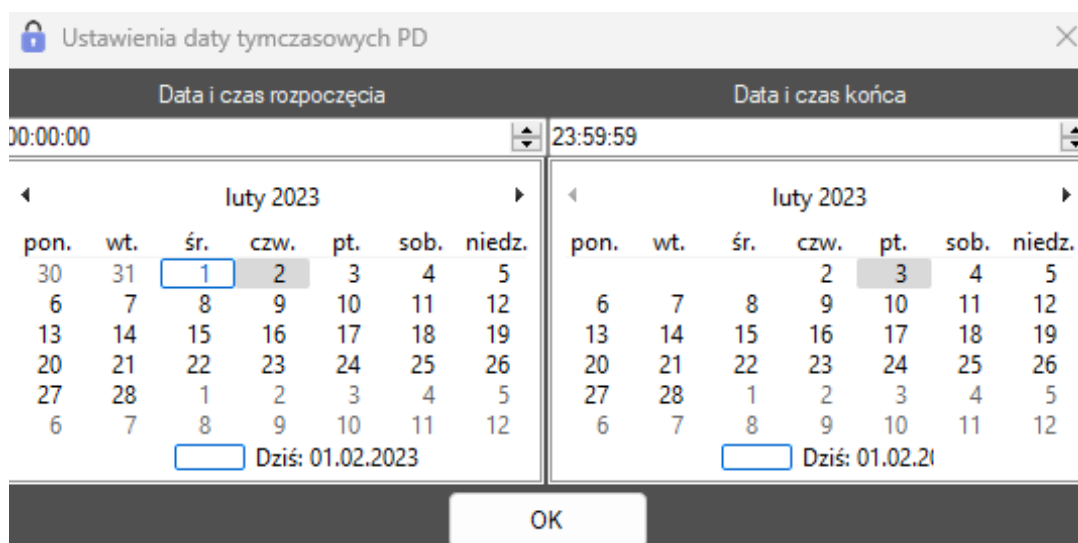 Ustawienia daty tymczasowych PD
Data i czas rozpoczęcia
Data i czas końca
00:00:00
23:59:59
luty 2023
pon. wt. śr. czw. pt. sob. niedz.
30 31 1 2 3 4 5
6 7 8 9 10 11 12
13 14 15 16 17 18 19
20 21 22 23 24 25 26
27 28 1 2 3 4 5
6 7 8 9 10 11 12
Dziś: 01.02.2023
luty 2023
pon. wt. śr. czw. pt. sob. niedz.
2 3 4 5
6 7 8 9 10 11 12
13 14 15 16 17 18 19
20 21 22 23 24 25 26
27 28 1 2 3 4 5
6 7 8 9 10 11 12
Dziś: 01.02.2
OK